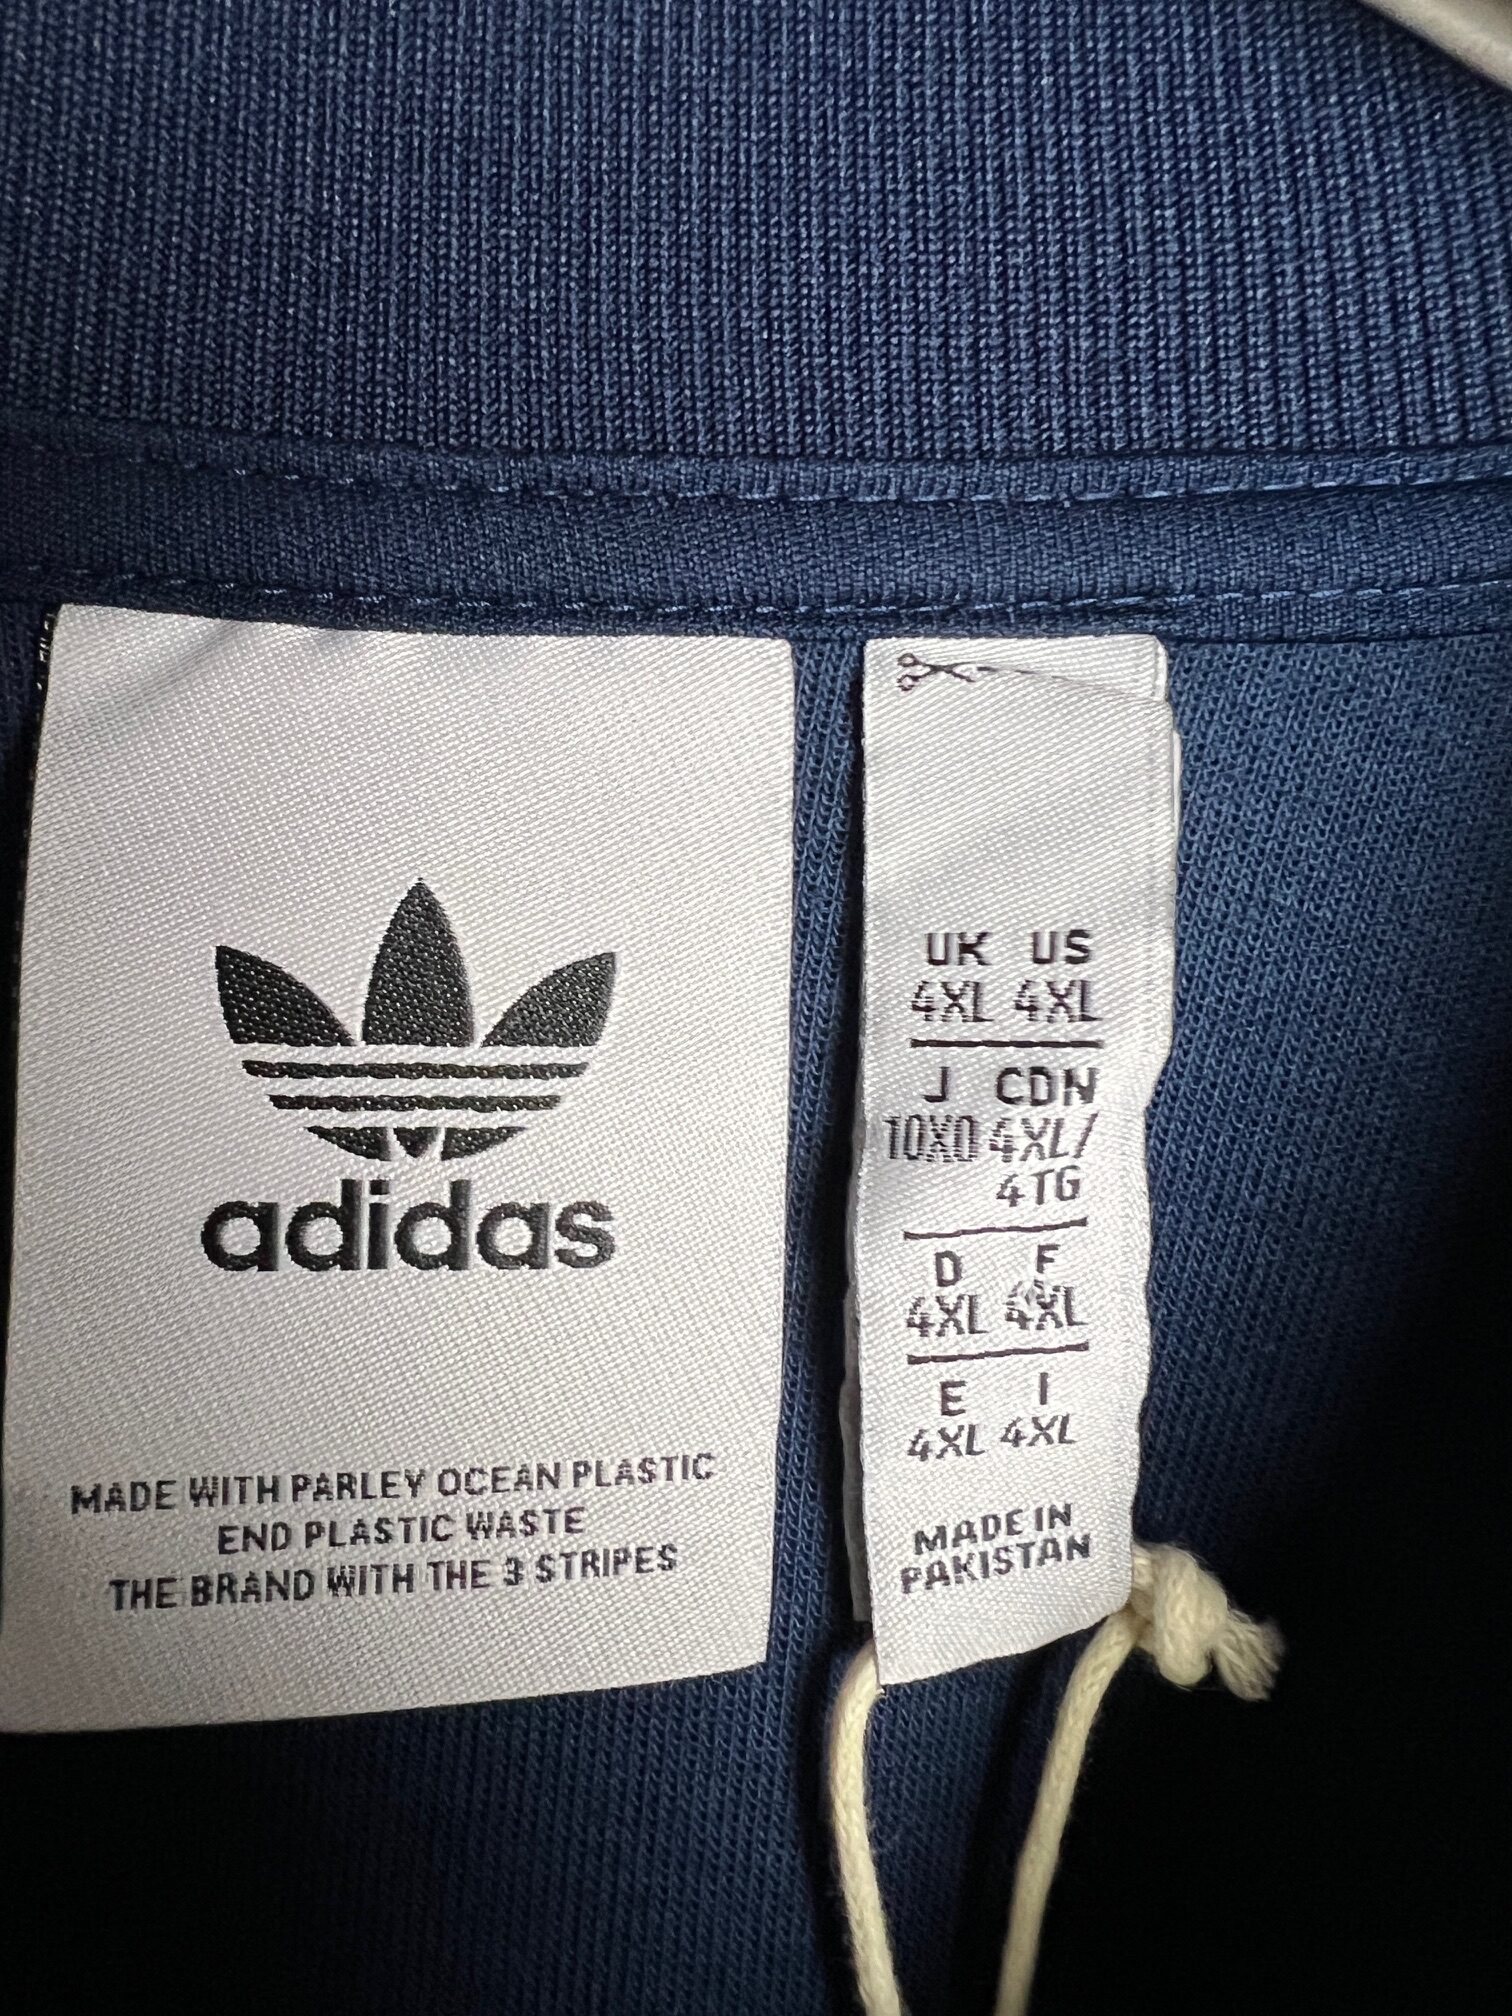 adidas
MADE WITH PARLEY OCEAN PLASTIC
END PLASTIC WASTE
THE BRAND WITH THE 3 STRIPES
UK US
4XL 4XL
J CDN
10XO 4XL/
4TG
D F
4XL 4XL
E I
4XL 4XL
MADE IN
PAKISTAN